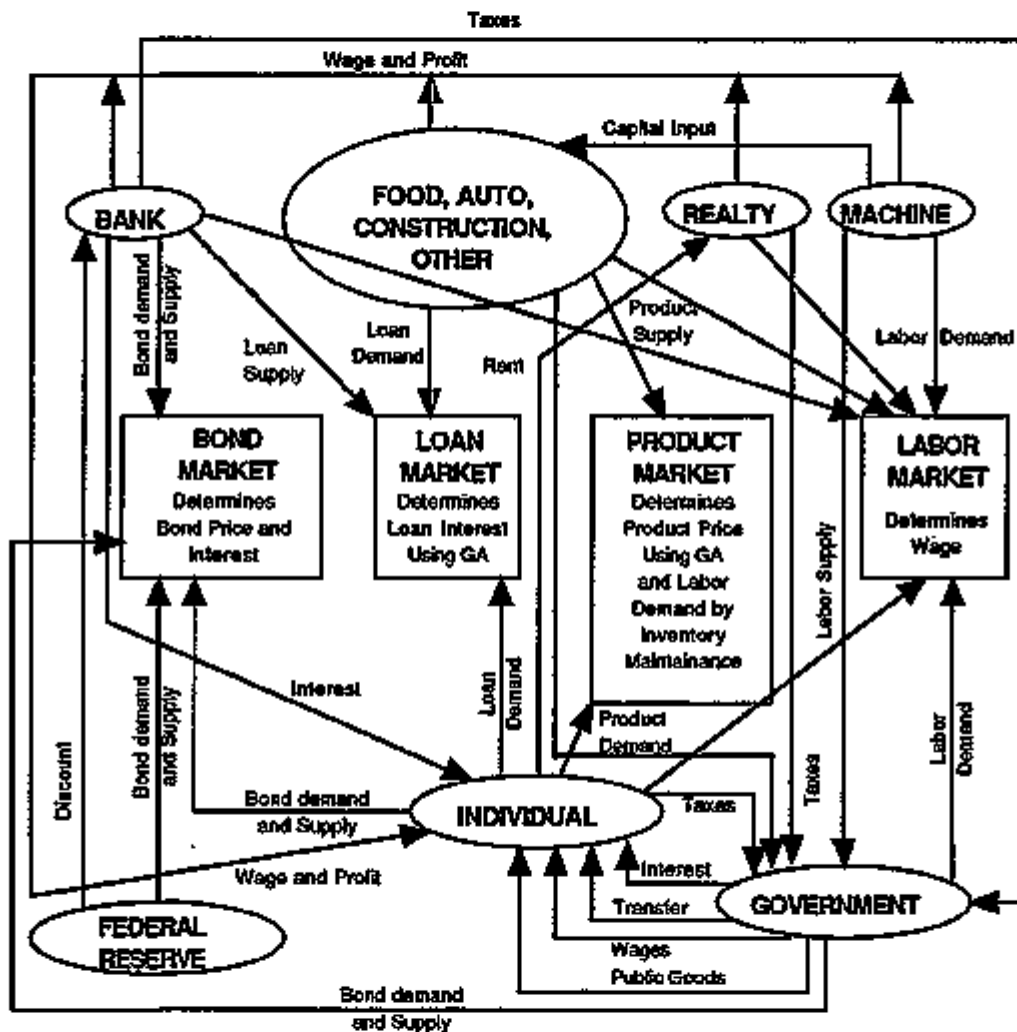 Taxes
Wage and Profit
Capital Input
FOOD, AUTO,
CONSTRUCTION,
OTHER
BANK
REALTY
MACHINE
Bond demand
and Supply
Loan
Supply
Loan
Demand
Rent
Product
Supply
Labor Demand
BOND
MARKET
Determines
Bond Price and
Interest
LOAN
MARKET
Determines
Loan Interest
Using GA
PRODUCT
MARKET
Determines
Product Price
Using GA
and Labor
Demand by
Inventory
Maintainance
LABOR
MARKET
Determines
Wage
Labor Supply
Interest
Loan
Demand
Product
Demand
Discount
Bond demand
and Supply
Bond demand
and Supply
INDIVIDUAL
Taxes
Taxes
Labor
Demand
Wage and Profit
Interest
Transfer
Wages
Public Goods
GOVERNMENT
FEDERAL
RESERVE
Bond demand
and Supply